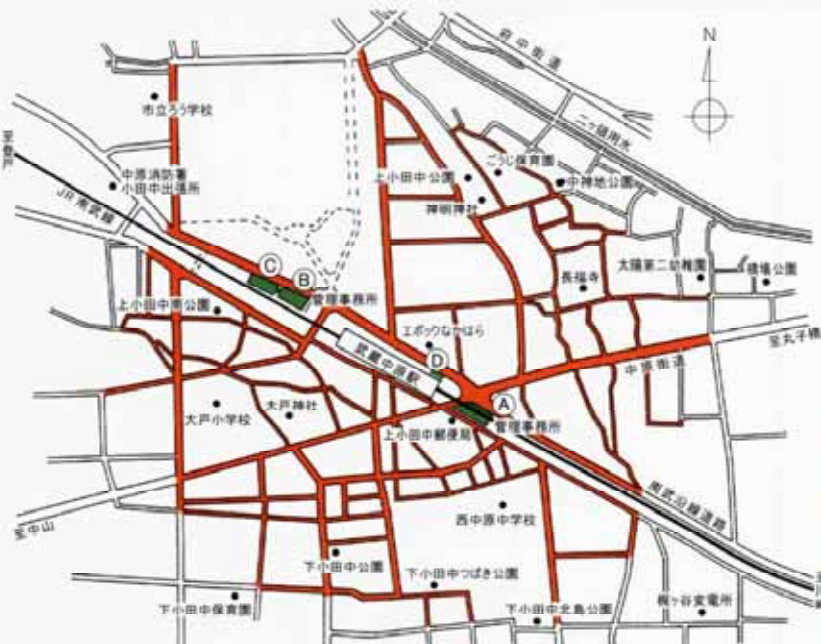 府中街道
N
二ヶ領用水
市立ろう学校
至登戸
中原消防署
小田中出張所
JR南武線
上小田中公園
ごうじ保育園
中神地公園
神明神社
C
B
管理事務所
長福寺
太陽第二幼稚園
橋場公園
上小田中南公園
エポックなかはら
至丸子橋
武蔵中原駅
D
中原街道
大戸小学校
大戸神社
A
管理事務所
上小田中郵便局
南武沿線道路
至中山
西中原中学校
下小田中公園
下小田中つばき公園
下小田中保育園
下小田中北島公園
梶ヶ谷変電所